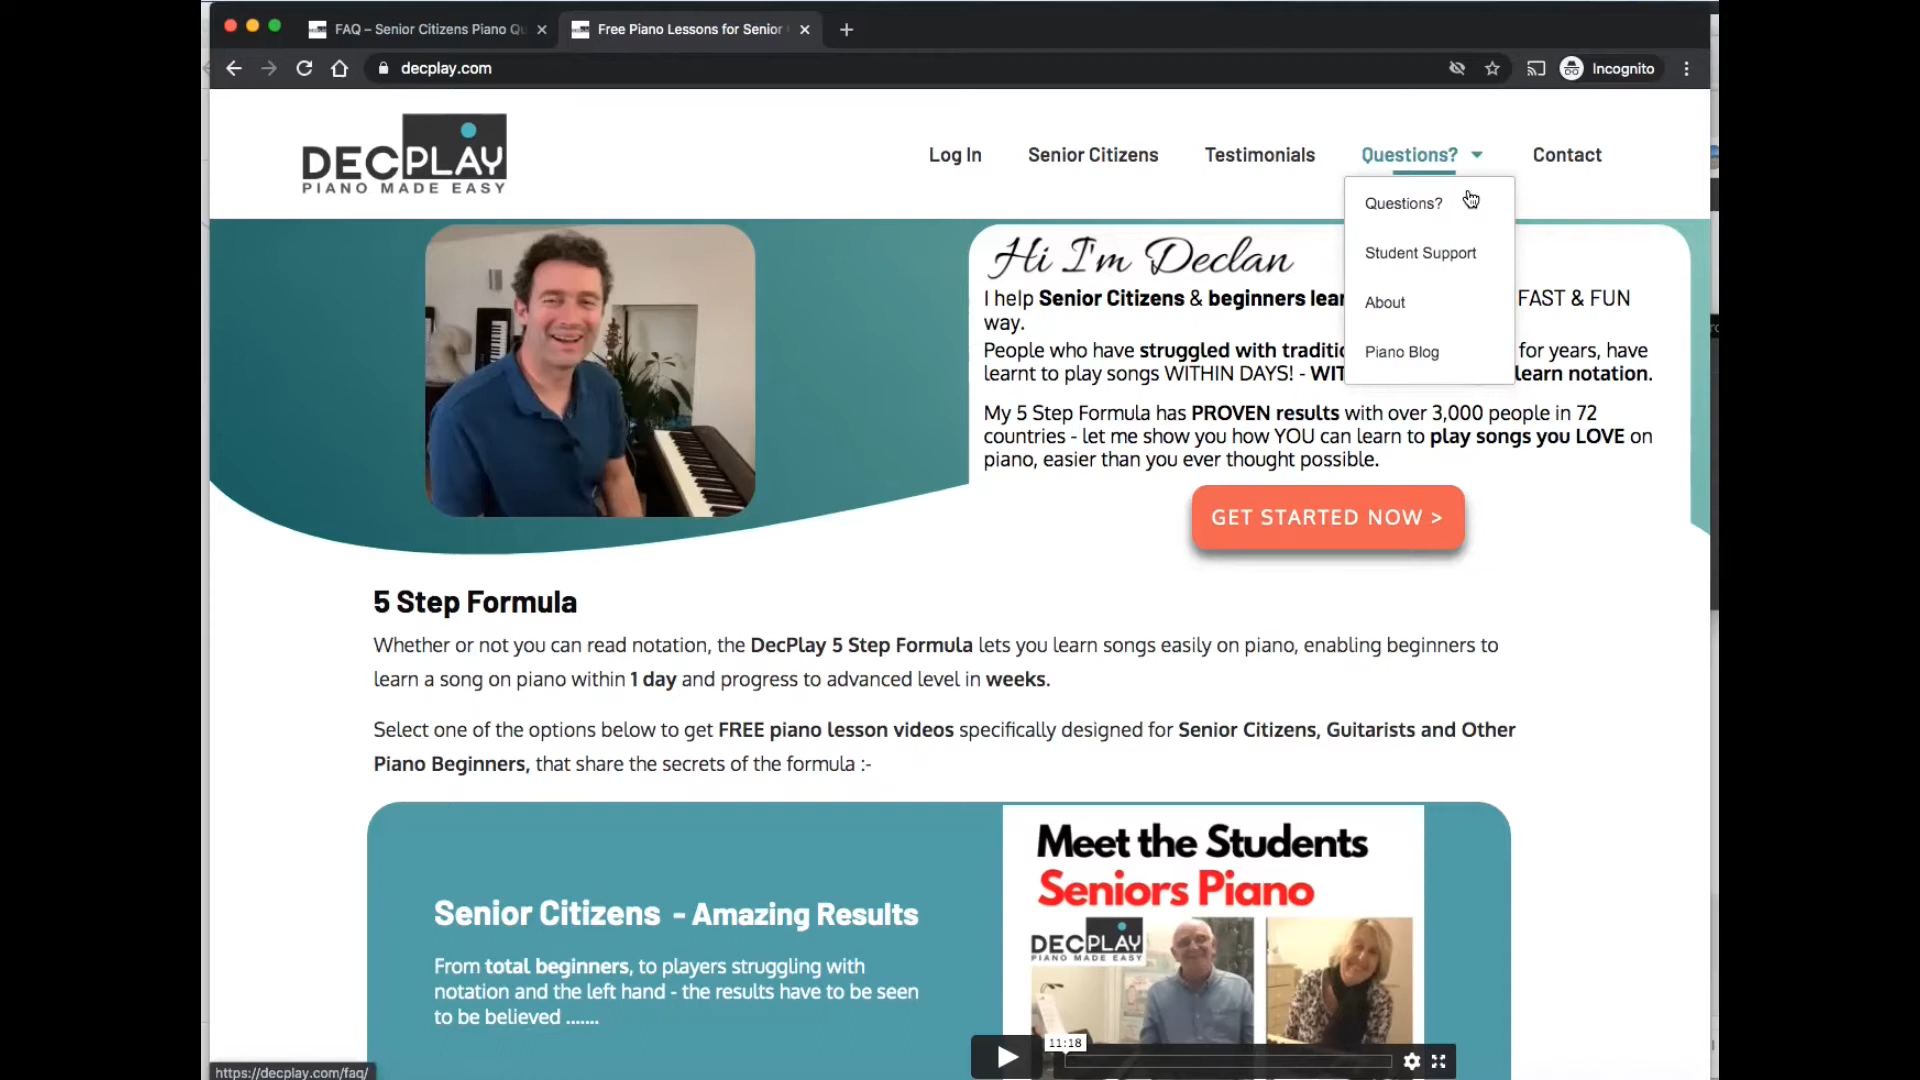 FAQ – Senior Citizens Piano Qu
Free Piano Lessons for Senior
decplay.com
Incognito
DECPLAY
PIANO MADE EASY
Log In
Senior Citizens
Testimonials
Questions?
Contact
Questions?
Student Support
About
Piano Blog
Hi I'm Declan
I help Senior Citizens & beginners lear FAST & FUN
way.
People who have struggled with traditio for years, have
learnt to play songs WITHIN DAYS! - WIT learn notation.
My 5 Step Formula has PROVEN results with over 3,000 people in 72
countries - let me show you how YOU can learn to play songs you LOVE on
piano, easier than you ever thought possible.
GET STARTED NOW >
5 Step Formula
Whether or not you can read notation, the DecPlay 5 Step Formula lets you learn songs easily on piano, enabling beginners to
learn a song on piano within 1 day and progress to advanced level in weeks.
Select one of the options below to get FREE piano lesson videos specifically designed for Senior Citizens, Guitarists and Other
Piano Beginners, that share the secrets of the formula :-
Senior Citizens - Amazing Results
From total beginners, to players struggling with
notation and the left hand - the results have to be seen
to be believed .......
Meet the Students
Seniors Piano
DECPLAY
PIANO MADE EASY
11:18
https://decplay.com/faq/